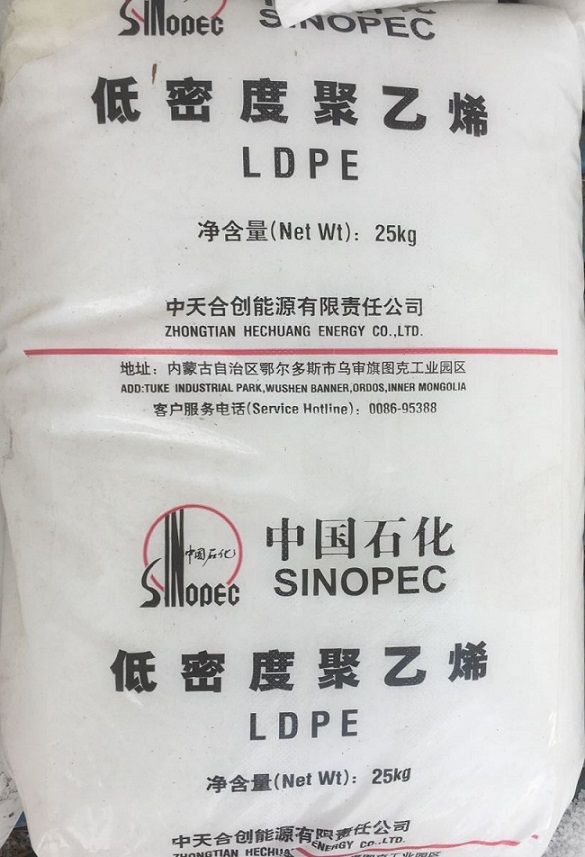 SINOPEC
SINOPEC
低密度聚乙烯
LDPE
净含量(Net Wt)：25kg
中天合创能源有限责任公司
ZHONGTIAN HECHUANG ENERGY CO.,LTD.
地址：内蒙古自治区鄂尔多斯市乌审旗图克工业园区
ADD:TUKE INDUSTRIAL PARK,WUSHEN BANNER,ORDOS,INNER MONGOLIA
客户服务电话(Service Hotline)：0086-95388
中国石化
SINOPEC
中国石化
SINOPEC
低密度聚乙烯
LDPE
净含量(Net Wt)：25kg
中天合创能源有限责任公司
ZHONGTIAN HECHUANG ENERGY CO.,LTD.